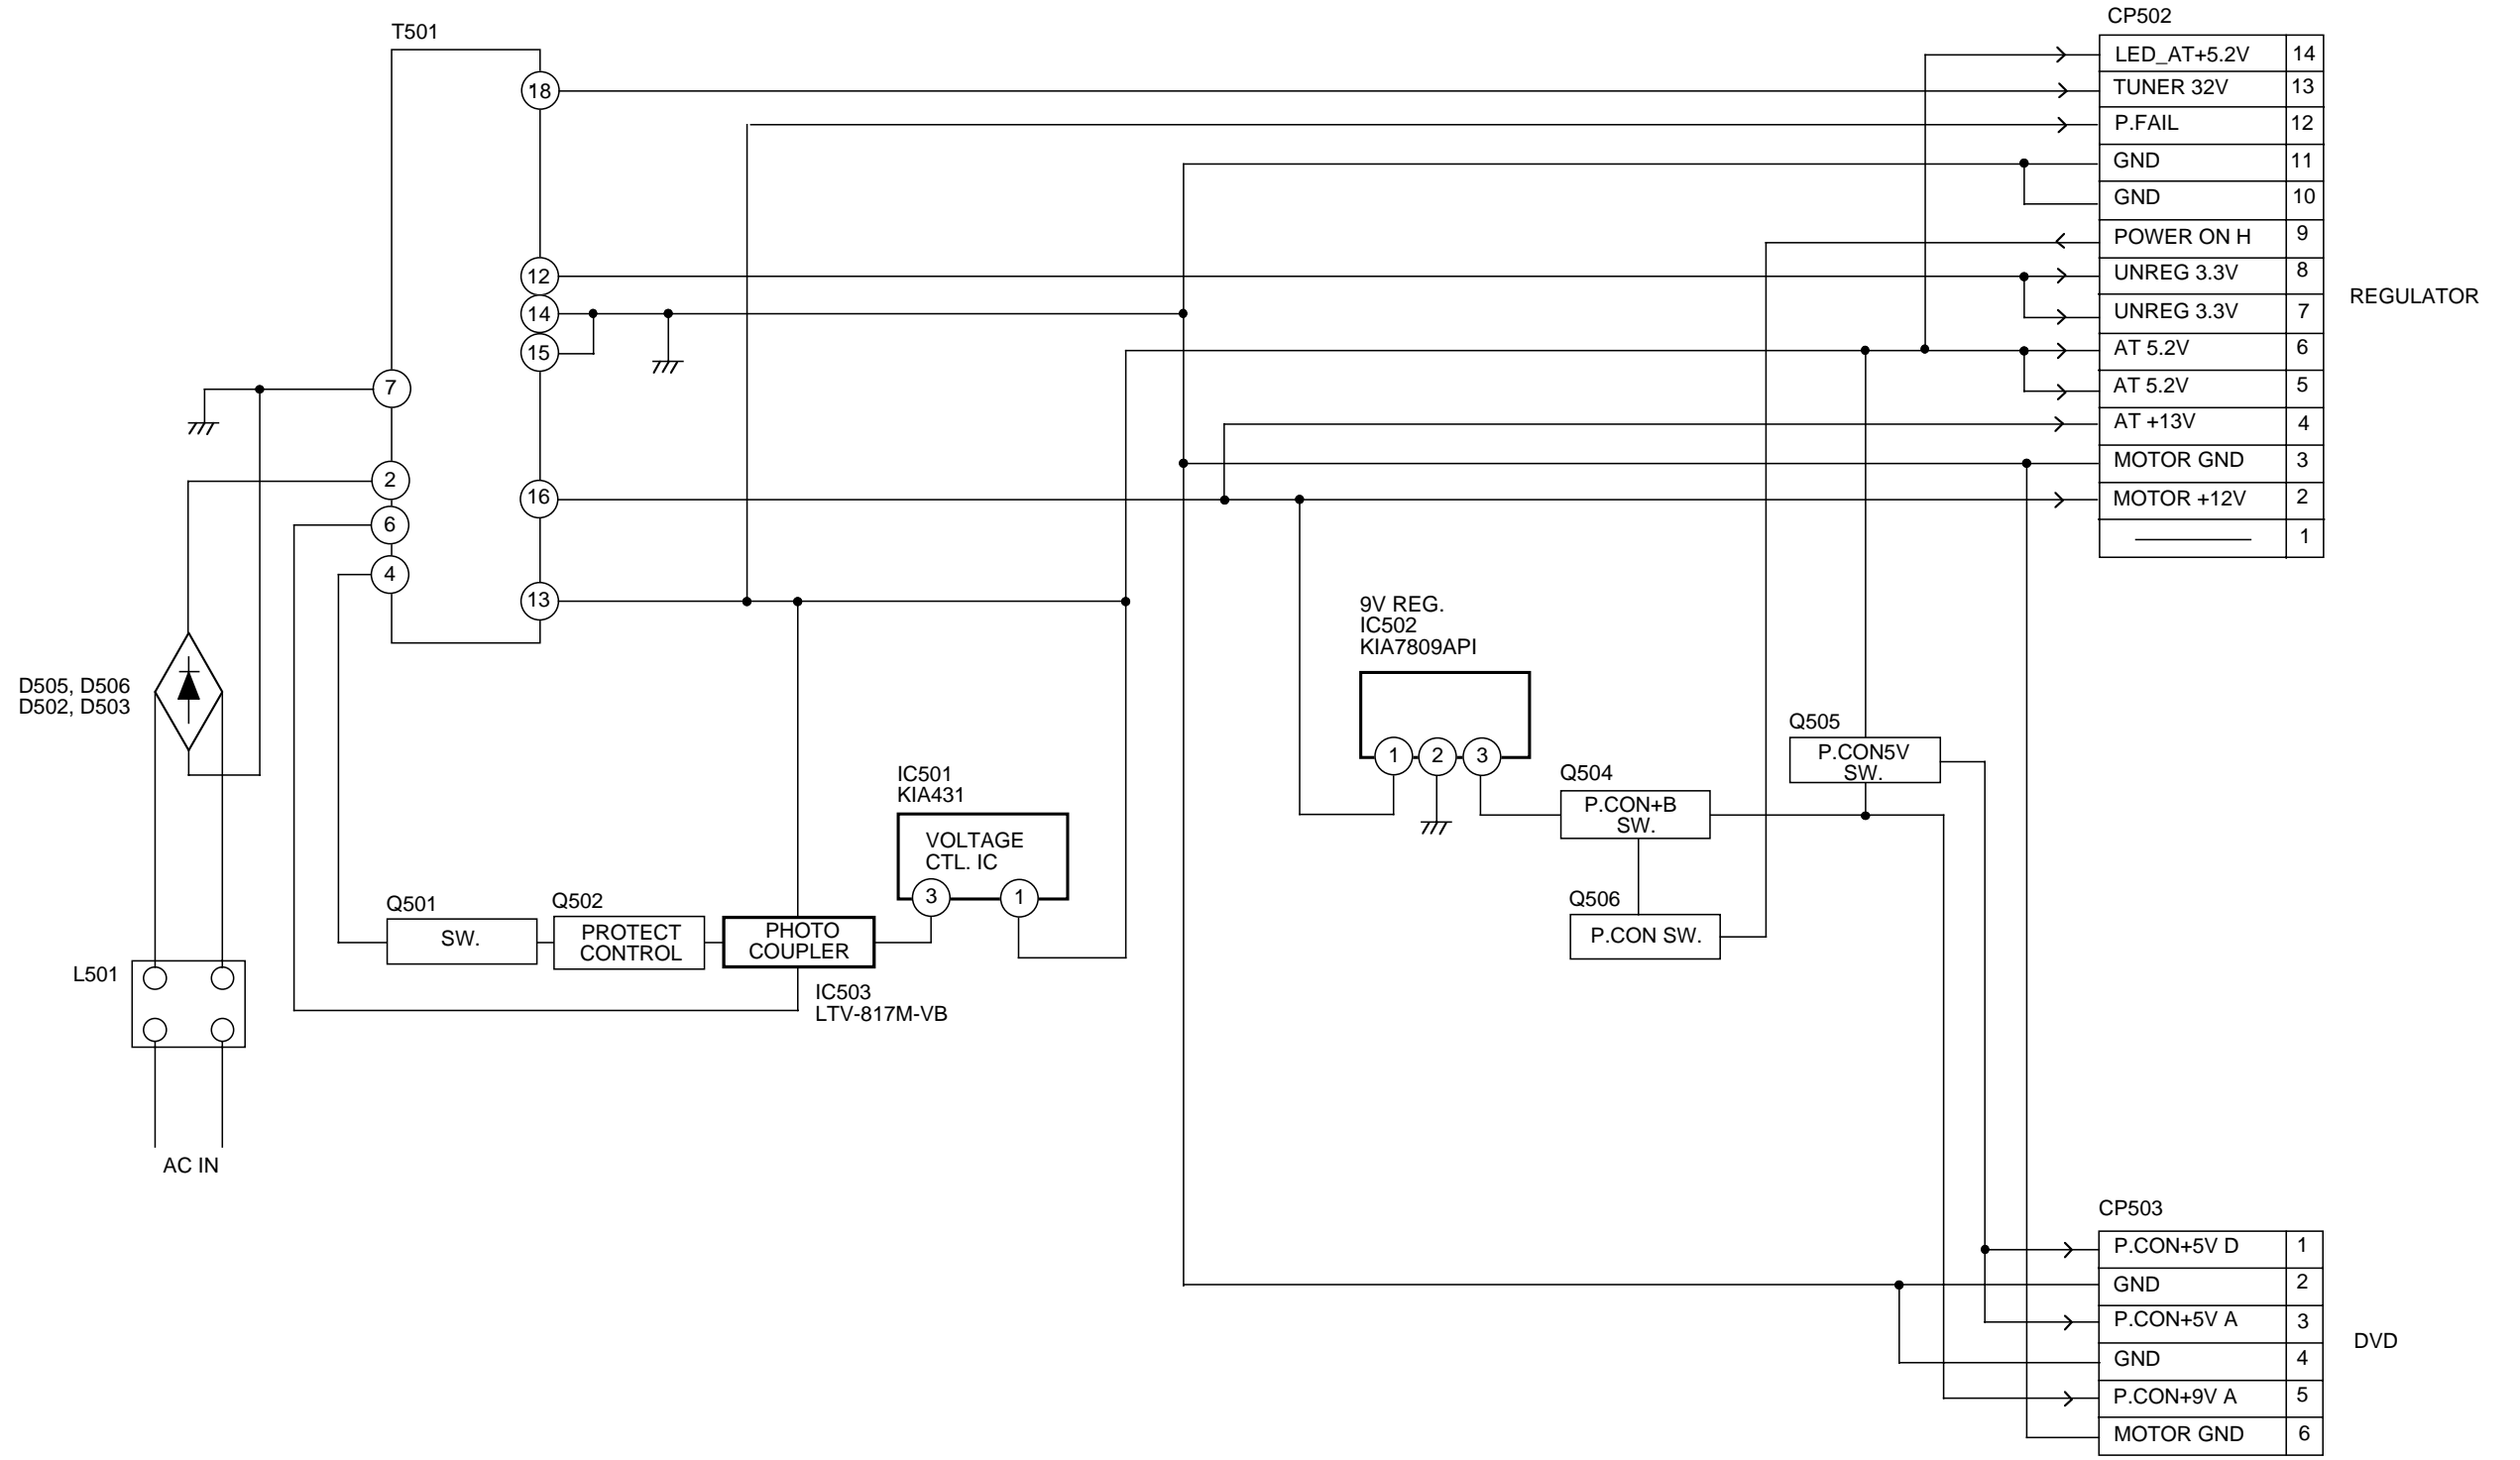 T501
18
12
14
15
7
2
6
4
16
13
CP502
LED_AT+5.2V 14
TUNER 32V 13
P.FAIL 12
GND 11
GND 10
POWER ON H 9
UNREG 3.3V 8
UNREG 3.3V 7
AT 5.2V 6
AT 5.2V 5
AT +13V 4
MOTOR GND 3
MOTOR +12V 2
1
REGULATOR
D505, D506
D502, D503
9V REG.
IC502
KIA7809API
1 2 3
Q505
P.CON5V
SW.
IC501
KIA431
VOLTAGE
CTL. IC
3 1
Q504
P.CON+B
SW.
Q506
P.CON SW.
Q501
SW.
Q502
PROTECT
CONTROL
PHOTO
COUPLER
IC503
LTV-817M-VB
L501
AC IN
CP503
P.CON+5V D 1
GND 2
P.CON+5V A 3
GND 4
P.CON+9V A 5
MOTOR GND 6
DVD